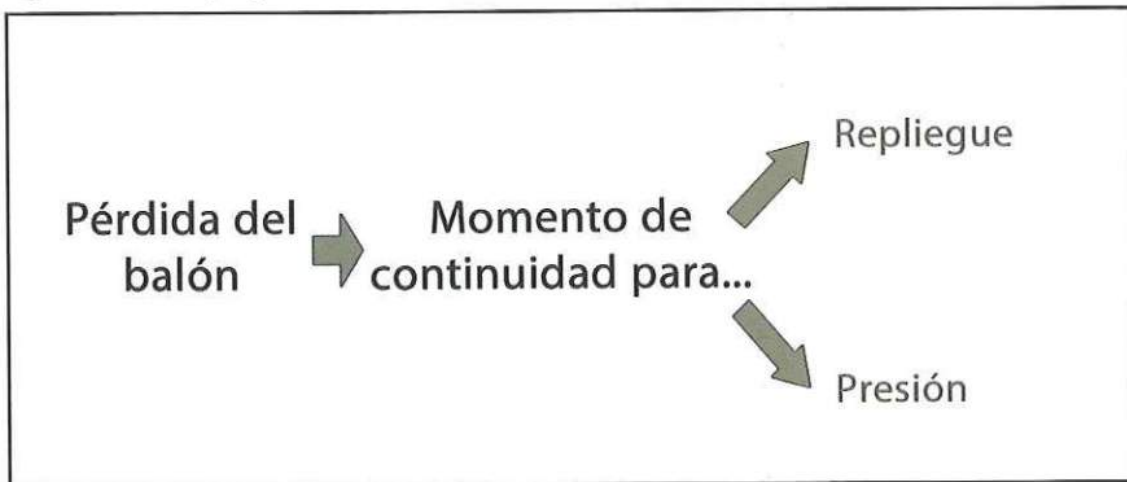 Pérdida del
balón
Momento de
continuidad para...
Repliegue
Presión